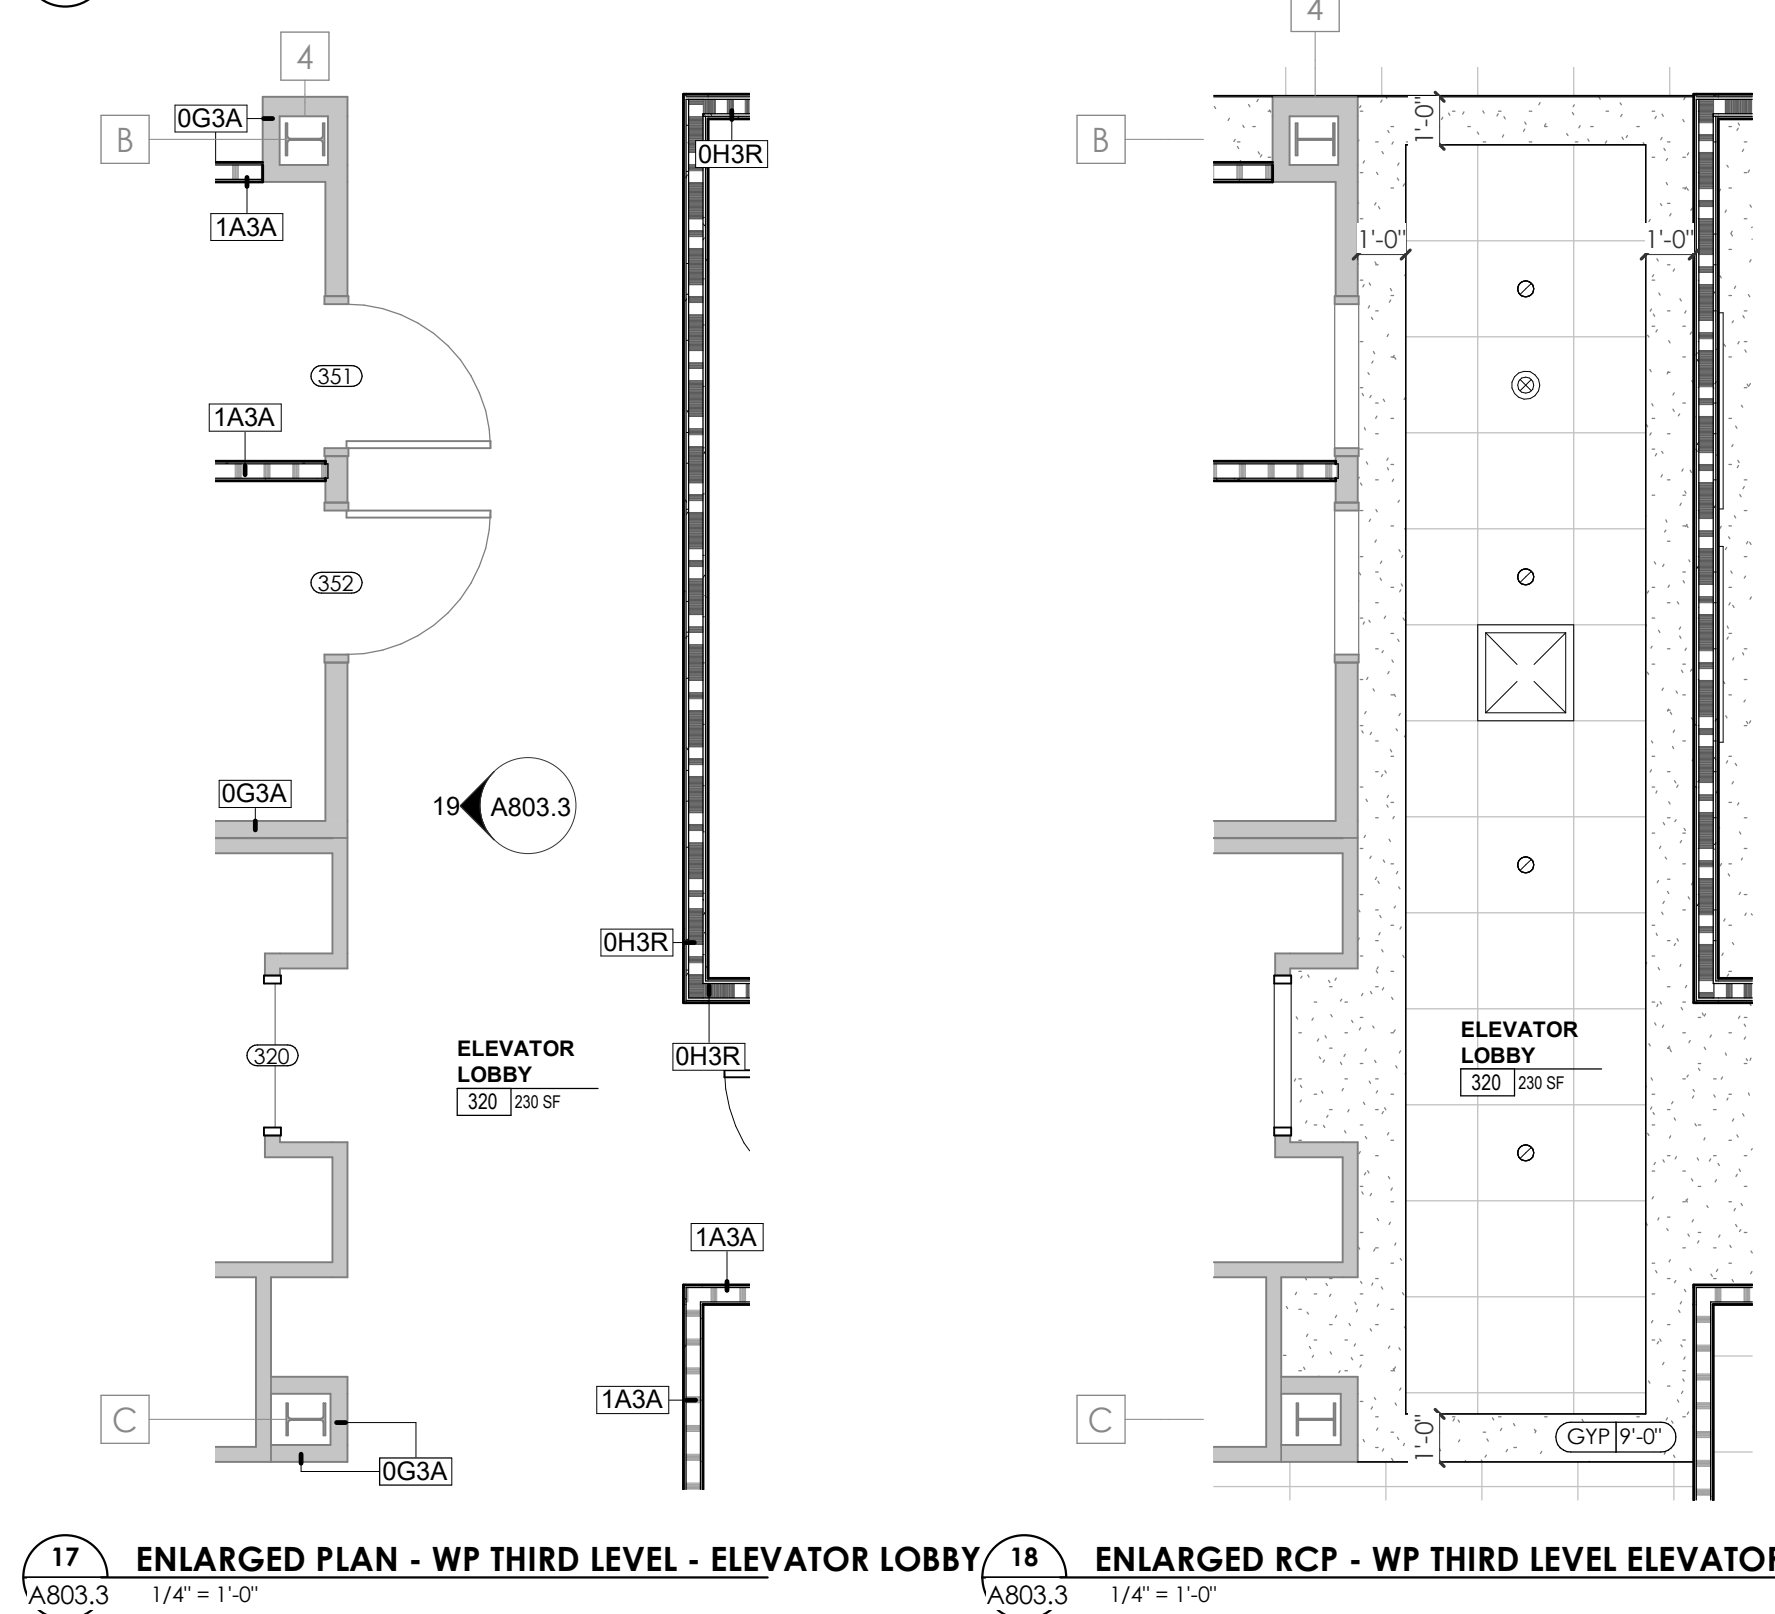 4
B
0G3A
1A3A
0H3R
351
1A3A
352
0G3A
19
A803.3
0H3R
320
ELEVATOR
LOBBY
320 230 SF
0H3R
1A3A
1A3A
C
0G3A
17
A803.3
ENLARGED PLAN - WP THIRD LEVEL - ELEVATOR LOBBY
1/4" = 1'-0"
4
B
1'-0"
1'-0"
1'-0"
ELEVATOR
LOBBY
320 230 SF
C
1'-0"
GYP 9'-0"
18
A803.3
ENLARGED RCP - WP THIRD LEVEL ELEVATOR
1/4" = 1'-0"